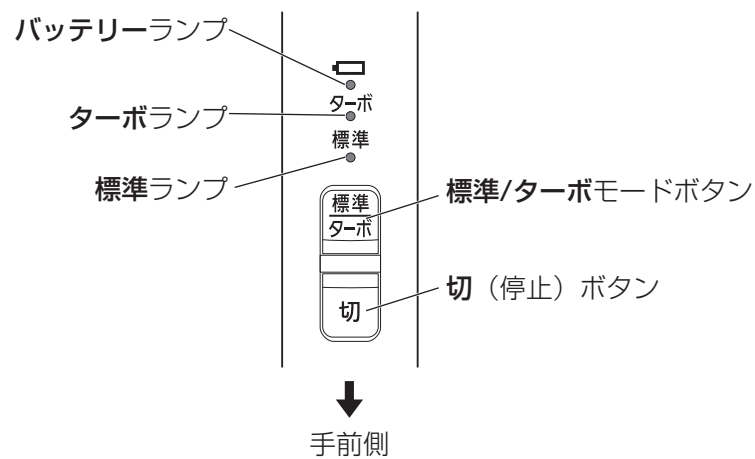 バッテリーランプ
ターボ
ターボランプ
標準
標準ランプ
標準
ターボ
標準/ターボモードボタン
切
切（停止）ボタン
手前側